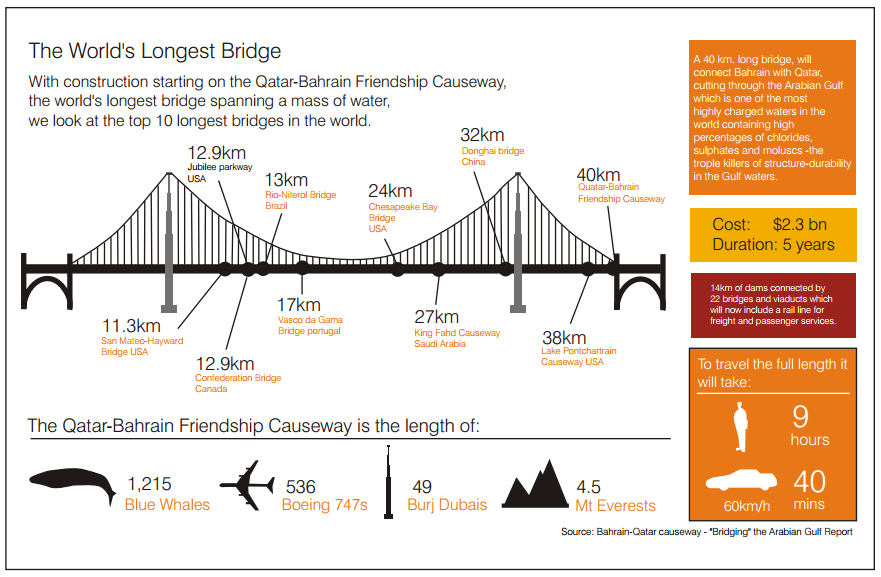 The World's Longest Bridge
With construction starting on the Qatar-Bahrain Friendship Causeway,
the world's longest bridge spanning a mass of water,
we look at the top 10 longest bridges in the world.
12.9km
Jubilee parkway
USA
13km
Rio-Niterol Bridge
Brazil
24km
Chesapeake Bay
Bridge
USA
32km
Donghai bridge
China
40km
Quatar-Bahrain
Friendship Causeway
11.3km
San Mateo-Hayward
Bridge USA
12.9km
Confederation Bridge
Canada
17km
Vasco da Gama
Bridge portugal
27km
King Fahd Causeway
Saudi Arabia
38km
Lake Pontchartrain
Causeway USA
A 40 km. long bridge, will
connect Bahrain with Qatar,
cutting through the Arabian Gulf
which is one of the most
highly charged waters in the
world containing high
percentages of chlorides,
sulphates and moluscs -the
trople killers of structure-durability
in the Gulf waters.
Cost: $2.3 bn
Duration: 5 years
14km of dams connected by
22 bridges and viaducts which
will now include a rail line for
freight and passenger services.
To travel the full length it
will take:
9
hours
40
mins
60km/h
The Qatar-Bahrain Friendship Causeway is the length of:
1,215
Blue Whales
536
Boeing 747s
49
Burj Dubais
4.5
Mt Everests
Source: Bahrain-Qatar causeway - "Bridging" the Arabian Gulf Report